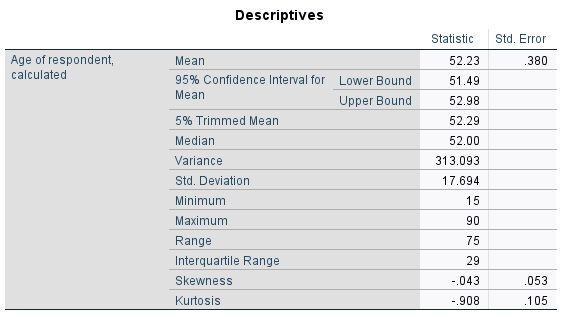 Descriptives
Statistic Std. Error
Age of respondent, calculated Mean 52.23 .380
95% Confidence Interval for Mean Lower Bound 51.49
Upper Bound 52.98
5% Trimmed Mean 52.29
Median 52.00
Variance 313.093
Std. Deviation 17.694
Minimum 15
Maximum 90
Range 75
Interquartile Range 29
Skewness -.043 .053
Kurtosis -.908 .105